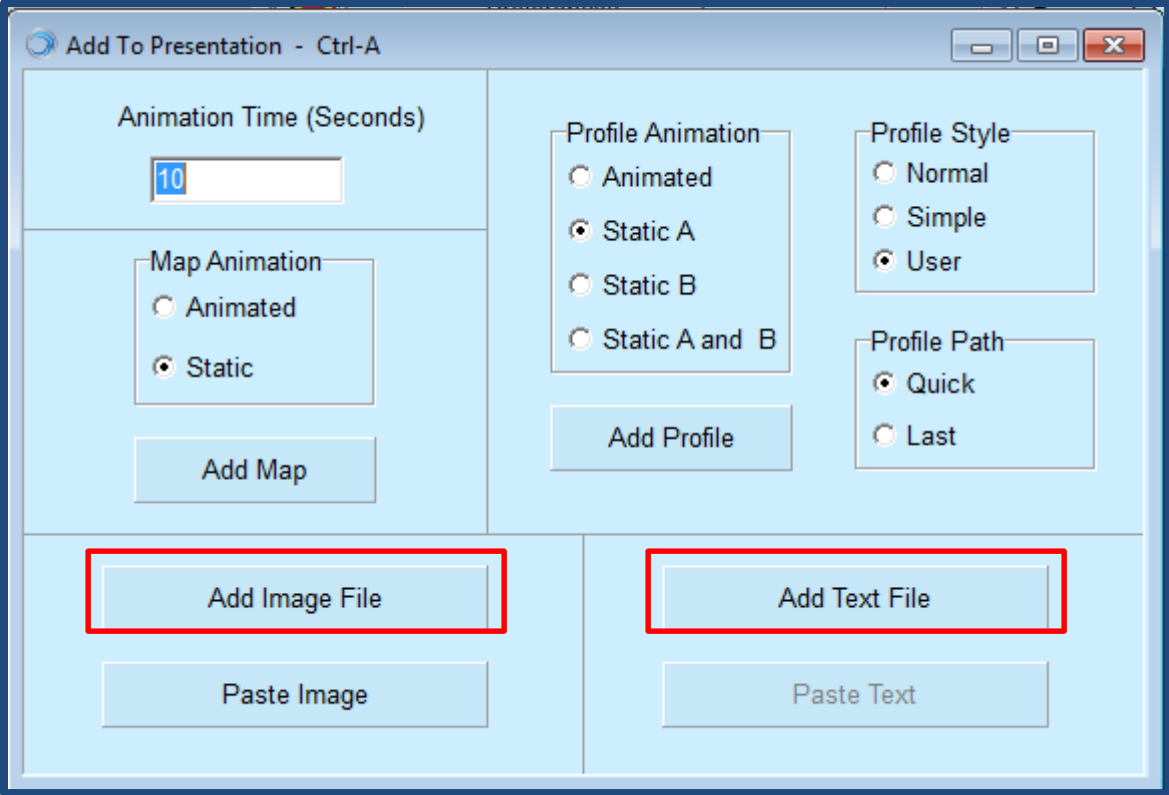 Add To Presentation - Ctrl-A
Animation Time (Seconds)
10
Map Animation
Animated
Static
Add Map
Profile Animation
Animated
Static A
Static B
Static A and B
Add Profile
Profile Style
Normal
Simple
User
Profile Path
Quick
Last
Add Image File
Paste Image
Add Text File
Paste Text